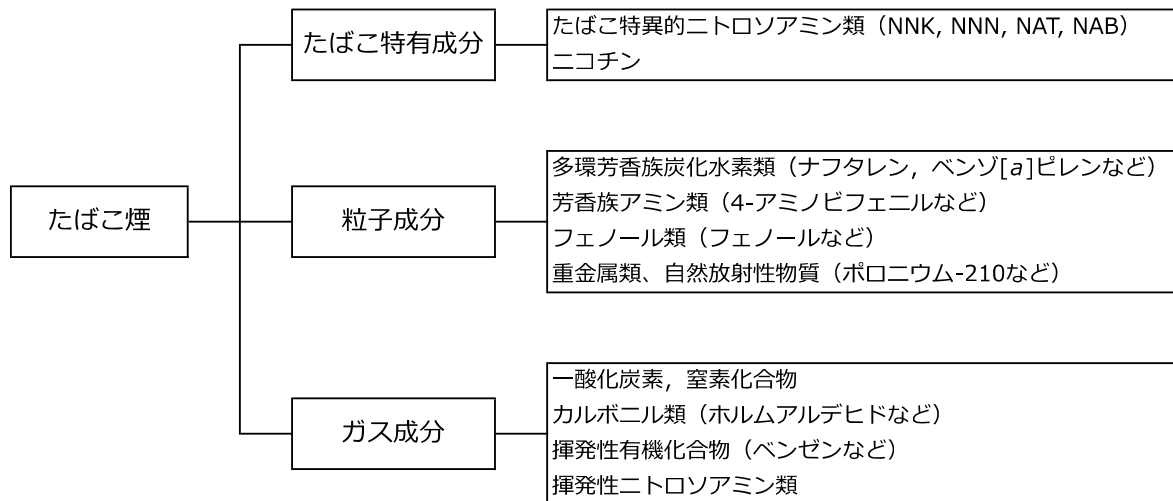 たばこ特有成分
たばこ特異的ニトロソアミン類（NNK, NNN, NAT, NAB）
ニコチン
たばこ煙
粒子成分
多環芳香族炭化水素類（ナフタレン，ベンゾ[a]ピレンなど）
芳香族アミン類（4-アミノビフェニルなど）
フェノール類（フェノールなど）
重金属類、自然放射性物質（ポロニウム-210など）
ガス成分
一酸化炭素，窒素化合物
カルボニル類（ホルムアルデヒドなど）
揮発性有機化合物（ベンゼンなど）
揮発性ニトロソアミン類